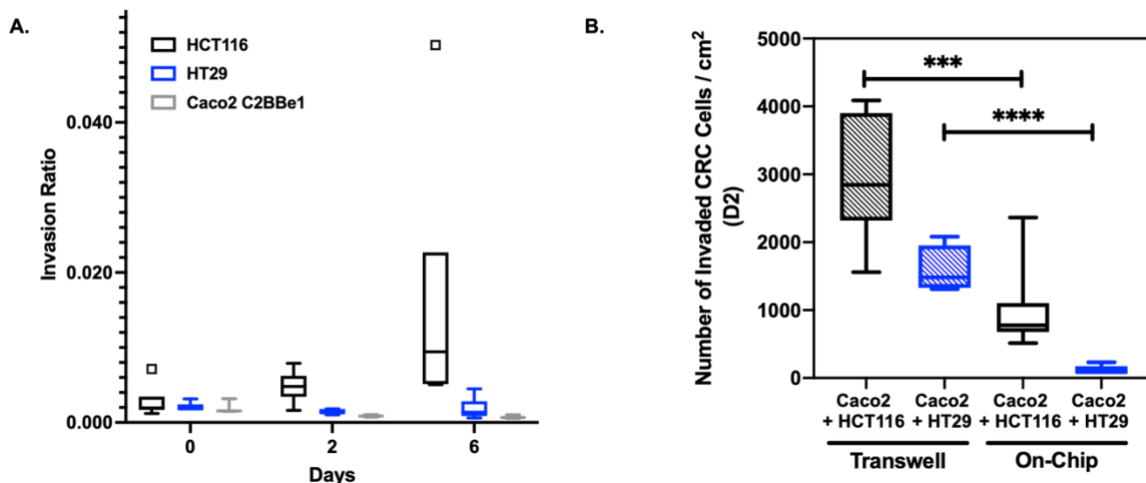 A.
HCT116
HT29
Caco2 C2BBe1
Invasion Ratio
0.040
0.020
0.000
0 2 6
Days
B.
Number of Invaded CRC Cells / cm²
(D2)
5000
4000
3000
2000
1000
0
***
****
Caco2 Caco2 Caco2 Caco2
+ HCT116 + HT29 + HCT116 + HT29
Transwell On-Chip